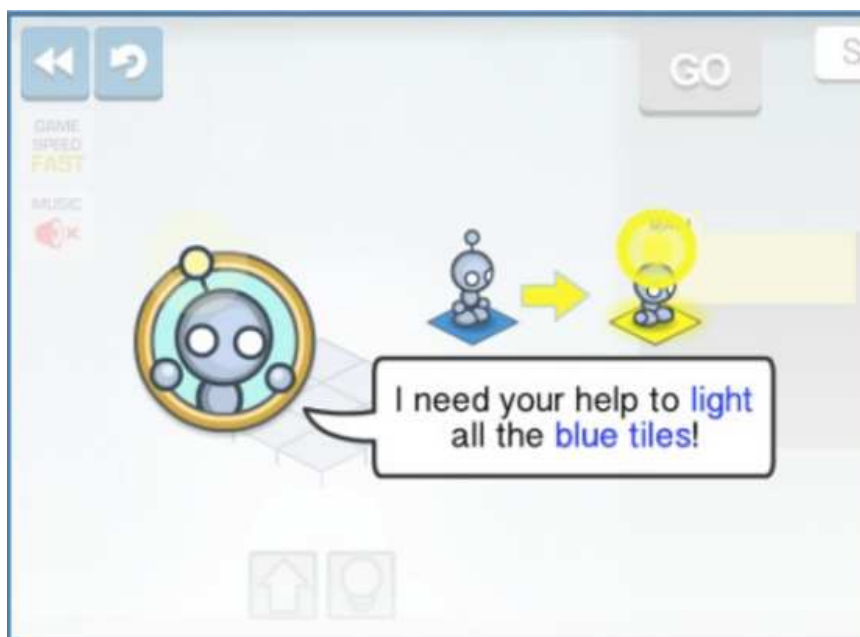 GO
S
GAME
SPEED
FAST
MUSIC
I need your help to light
all the blue tiles!